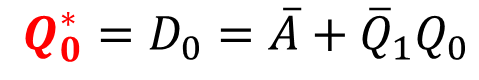 Q₀* = D₀ = A̅ + Q̅₁Q₀